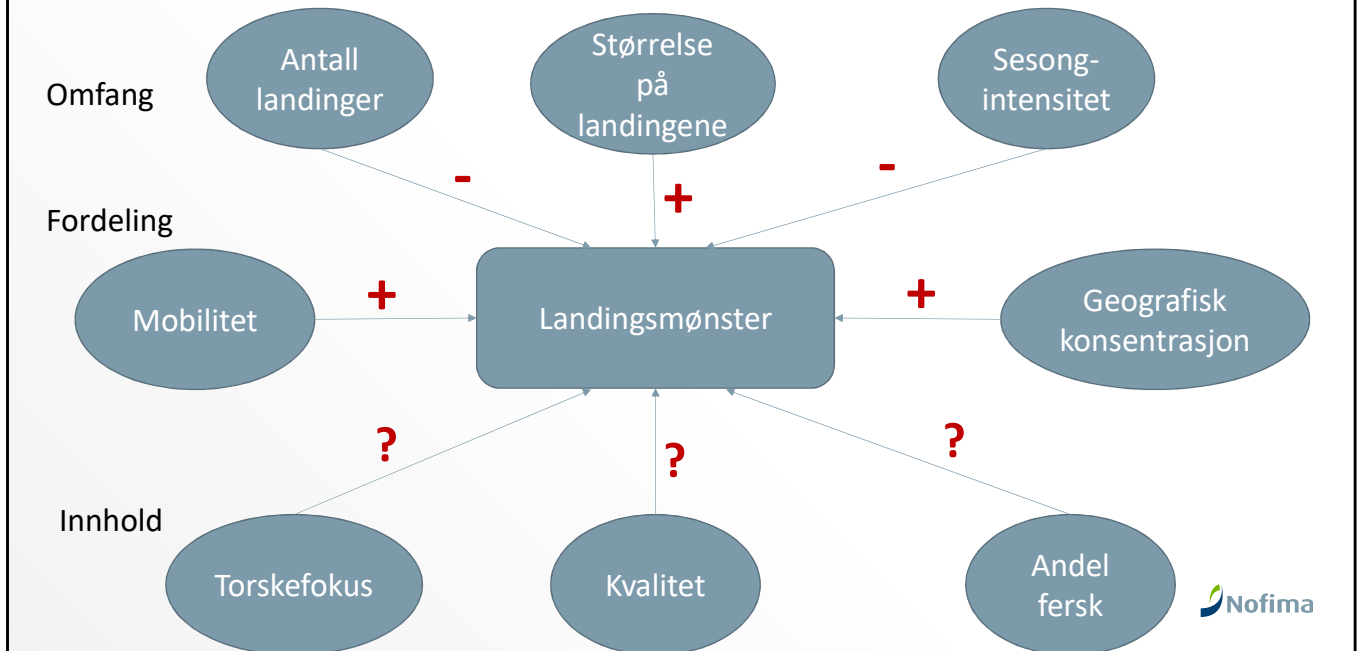 Omfang
Antall
landinger
Størrelse
på
landingene
Sesong-
intensitet
-
+
-
Fordeling
Mobilitet
+
Landingsmønster
+
Geografisk
konsentrasjon
?
?
?
Innhold
Torskefokus
Kvalitet
Andel
fersk
Nofima